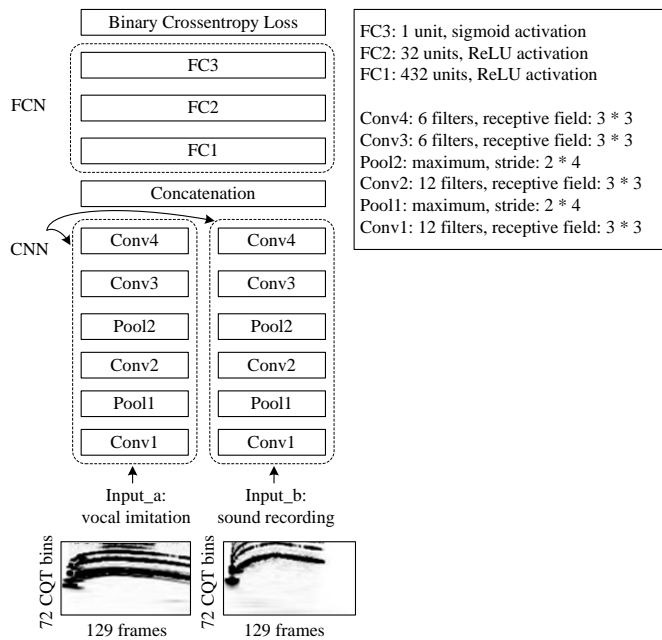 Binary Crossentropy Loss
FC3
FC2
FC1
FCN
Concatenation
CNN
Conv4
Conv3
Pool2
Conv2
Pool1
Conv1
Conv4
Conv3
Pool2
Conv2
Pool1
Conv1
Input_a:
vocal imitation
Input_b:
sound recording
72 CQT bins
129 frames
72 CQT bins
129 frames
FC3: 1 unit, sigmoid activation
FC2: 32 units, ReLU activation
FC1: 432 units, ReLU activation
Conv4: 6 filters, receptive field: 3 * 3
Conv3: 6 filters, receptive field: 3 * 3
Pool2: maximum, stride: 2 * 4
Conv2: 12 filters, receptive field: 3 * 3
Pool1: maximum, stride: 2 * 4
Conv1: 12 filters, receptive field: 3 * 3